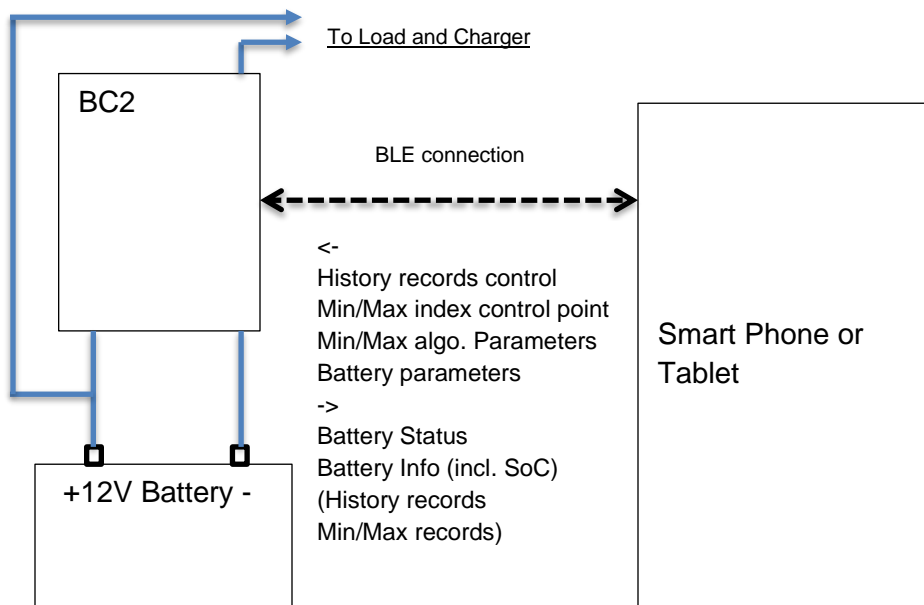 To Load and Charger
BC2
BLE connection
<-
History records control
Min/Max index control point
Min/Max algo. Parameters
Battery parameters
->
Battery Status
Battery Info (incl. SoC)
(History records
Min/Max records)
Smart Phone or
Tablet
+12V Battery -